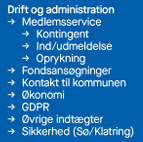 Drift og administration
→ Medlemsservice
→ Kontingent
→ Ind/udmeldelse
→ Oprykning
→ Fondsansøgninger
→ Kontakt til kommunen
→ Økonomi
→ GDPR
→ Øvrige indtægter
→ Sikkerhed (Sø/Klatring)